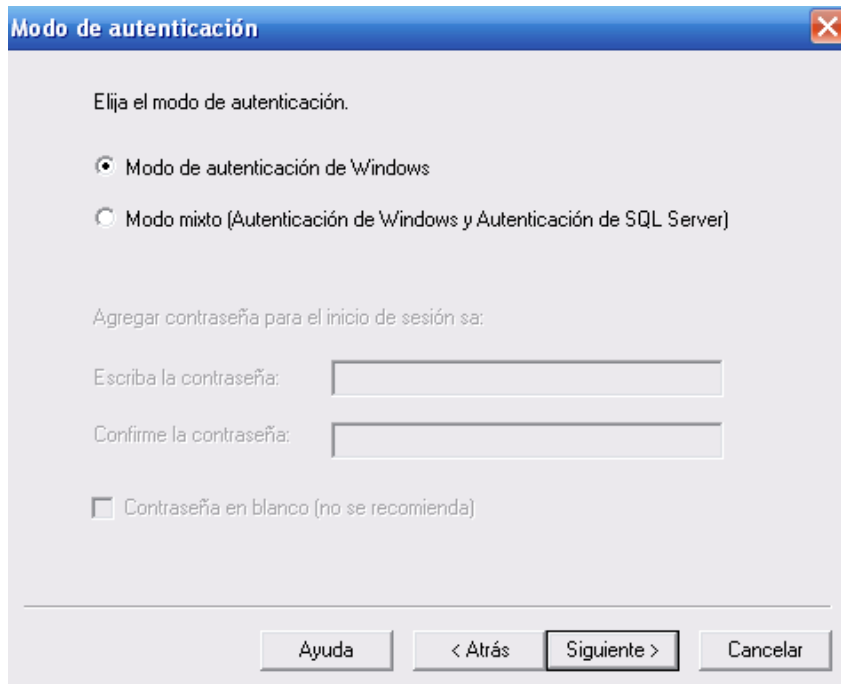 Modo de autenticación
Elija el modo de autenticación.
Modo de autenticación de Windows
Modo mixto (Autenticación de Windows y Autenticación de SQL Server)
Agregar contraseña para el inicio de sesión sa:
Escriba la contraseña:
Confirme la contraseña:
Contraseña en blanco (no se recomienda)
Ayuda < Atrás Siguiente > Cancelar